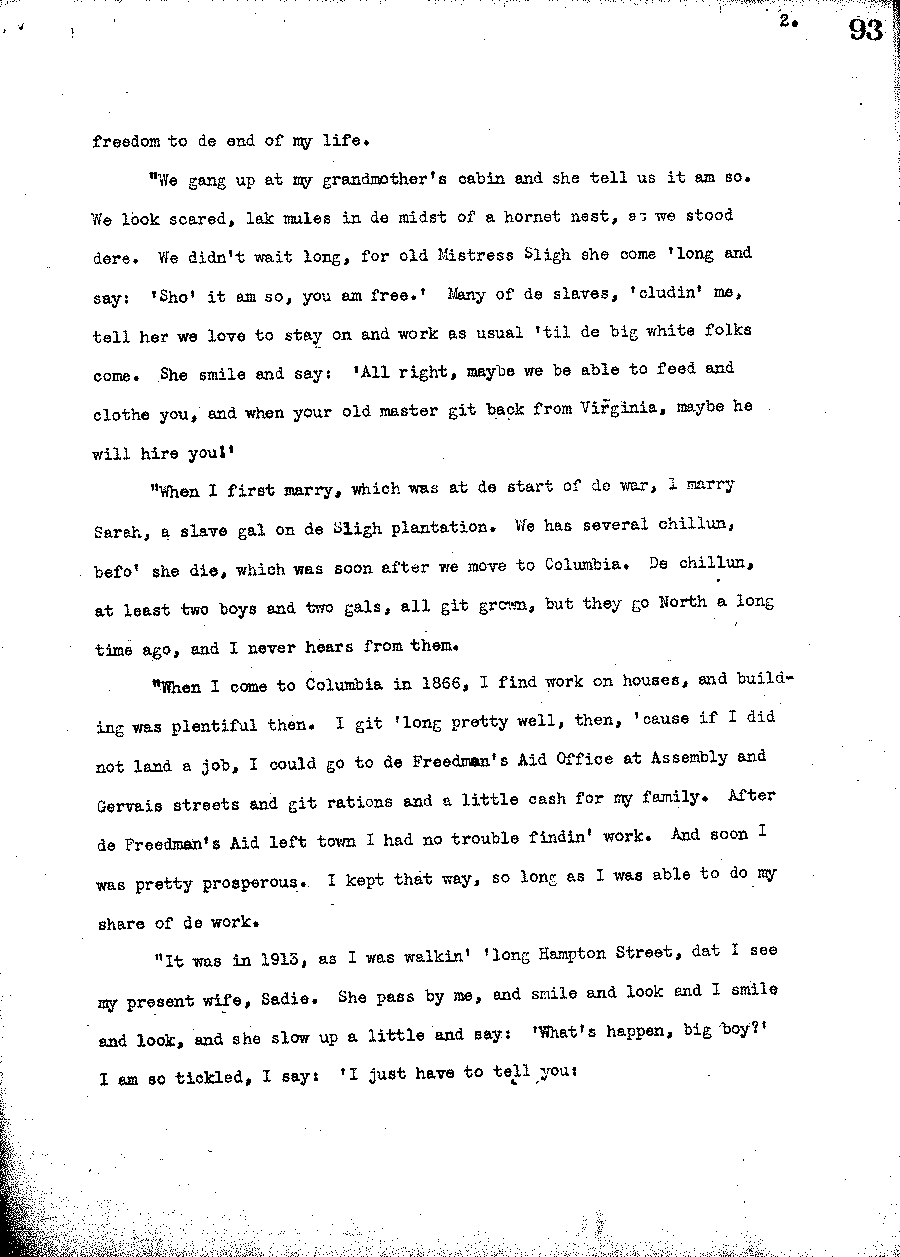 2.
93
freedom to de end of my life.
"We gang up at my grandmother's cabin and she tell us it am so.
We look scared, lak mules in de midst of a hornet nest, as we stood
dere. We didn't wait long, for old Mistress Sligh she come 'long and
say: 'Sho' it am so, you am free.' Many of de slaves, 'cludin' me,
tell her we love to stay on and work as usual 'til de big white folks
come. She smile and say: 'All right, maybe we be able to feed and
clothe you, and when your old master git back from Virginia, maybe he
will hire you!'
"When I first marry, which was at de start of de war, I marry
Sarah, a slave gal on de Sligh plantation. We has several chillun,
befo' she die, which was soon after we move to Columbia. De chillun,
at least two boys and two gals, all git grown, but they go North a long
time ago, and I never hears from them.
"When I come to Columbia in 1866, I find work on houses, and build-
ing was plentiful then. I git 'long pretty well, then, 'cause if I did
not land a job, I could go to de Freedman's Aid Office at Assembly and
Gervais streets and git rations and a little cash for my family. After
de Freedman's Aid left town I had no trouble findin' work. And soon I
was pretty prosperous. I kept that way, so long as I was able to do my
share of de work.
"It was in 1913, as I was walkin' 'long Hampton Street, dat I see
my present wife, Sadie. She pass by me, and smile and look and I smile
and look, and she slow up a little and say: 'What's happen, big boy?'
I am so tickled, I say: 'I just have to tell you: